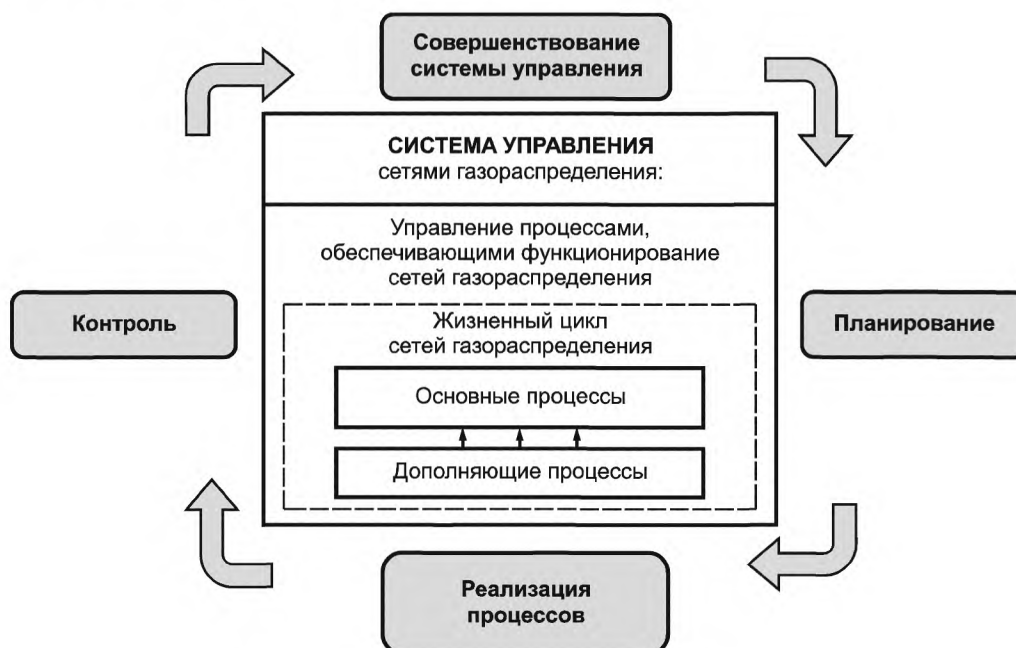 Совершенствование
системы управления
СИСТЕМА УПРАВЛЕНИЯ
сетями газораспределения:
Управление процессами,
обеспечивающими функционирование
сетей газораспределения
Контроль
Жизненный цикл
сетей газораспределения
Планирование
Основные процессы
Дополняющие процессы
Реализация
процессов